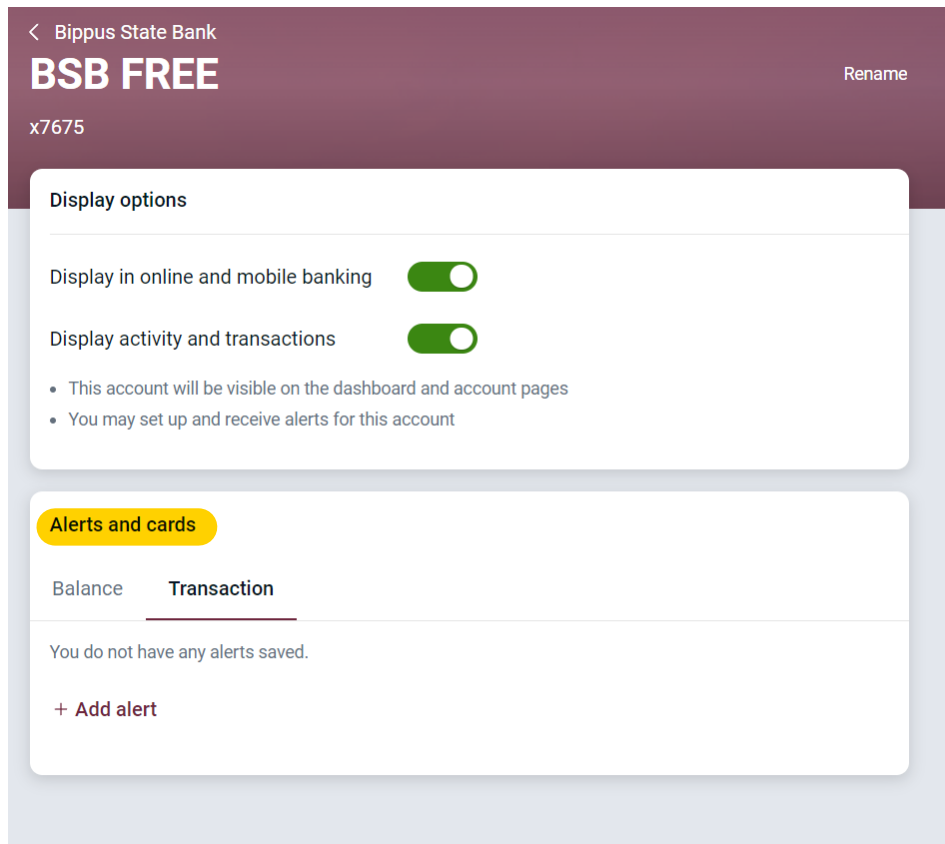 Bippus State Bank
BSB FREE
Rename
x7675
Display options
Display in online and mobile banking
Display activity and transactions
• This account will be visible on the dashboard and account pages
• You may set up and receive alerts for this account
Alerts and cards
Balance Transaction
You do not have any alerts saved.
+ Add alert